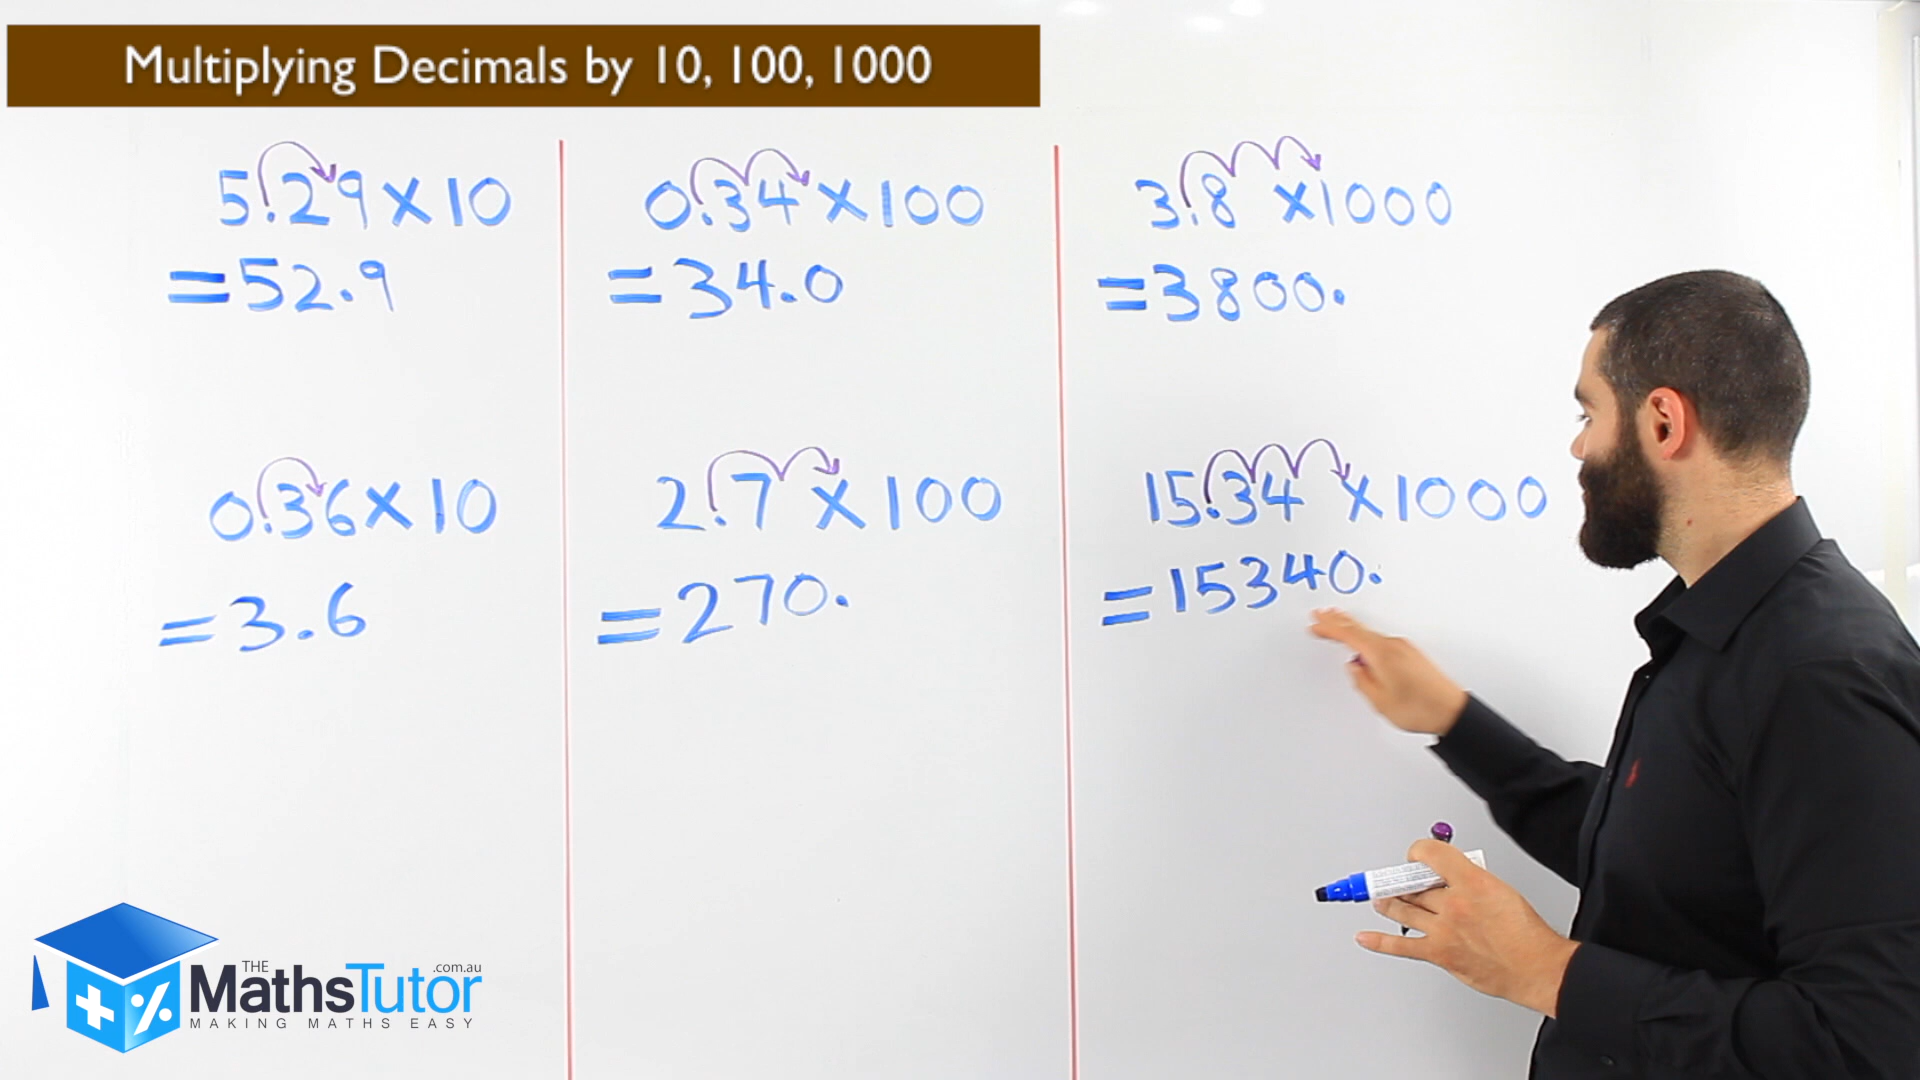 Multiplying Decimals by 10, 100, 1000
5.29×10
=52.9
0.36×10
=3.6
0.34×100
=34.0
2.7×100
=270.
3.8×1000
=3800.
15.34×1000
=15340.
THE
MathsTutor
.com.au
MAKING MATHS EASY